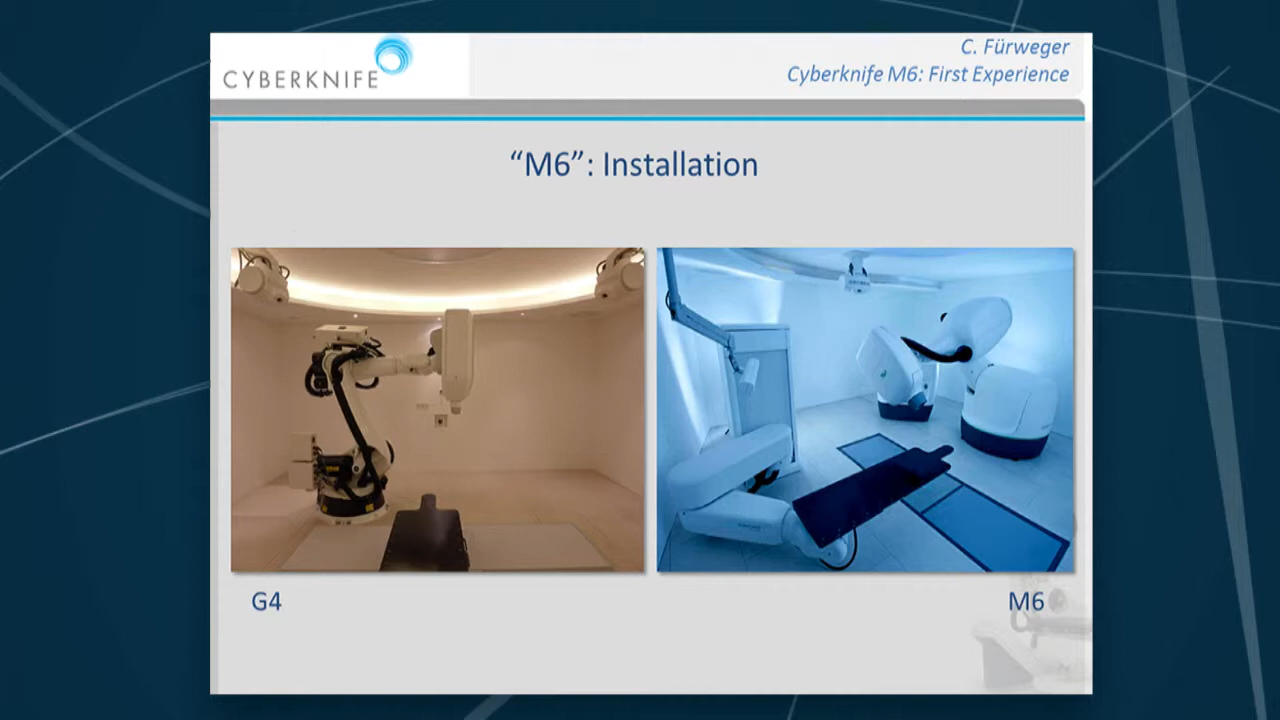 CYBERKNIFE
C. Fürweger
Cyberknife M6: First Experience
“M6”: Installation
G4
M6